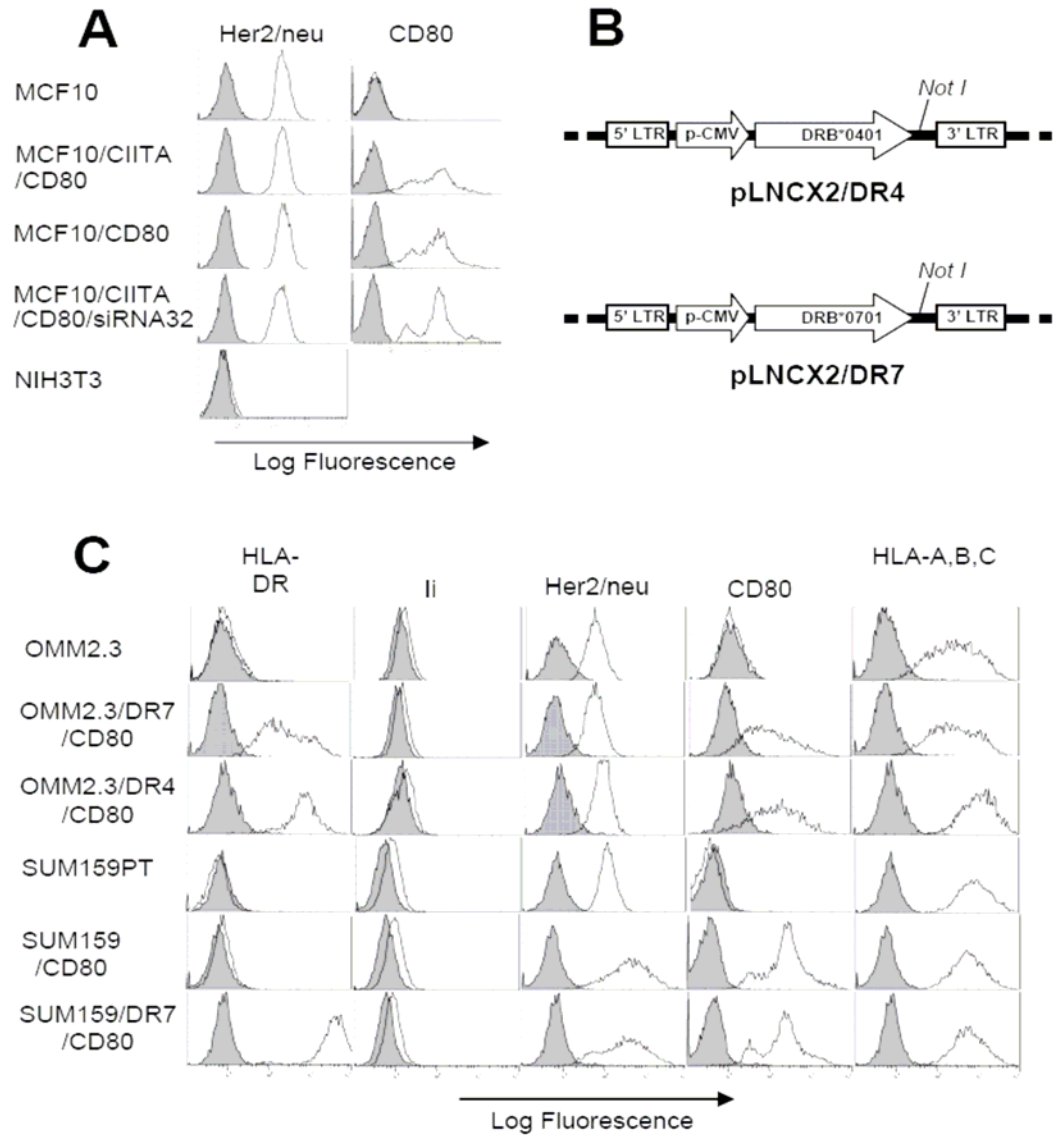 A
Her2/neu
CD80
MCF10
MCF10/CIITA
/CD80
MCF10/CD80
MCF10/CIITA
/CD80/siRNA32
NIH3T3
Log Fluorescence
B
Not I
5' LTR
p-CMV
DRB*0401
3' LTR
pLNCX2/DR4
Not I
5' LTR
p-CMV
DRB*0701
3' LTR
pLNCX2/DR7
C
HLA-
DR
Ii
Her2/neu
CD80
HLA-A,B,C
OMM2.3
OMM2.3/DR7
/CD80
OMM2.3/DR4
/CD80
SUM159PT
SUM159
/CD80
SUM159/DR7
/CD80
Log Fluorescence